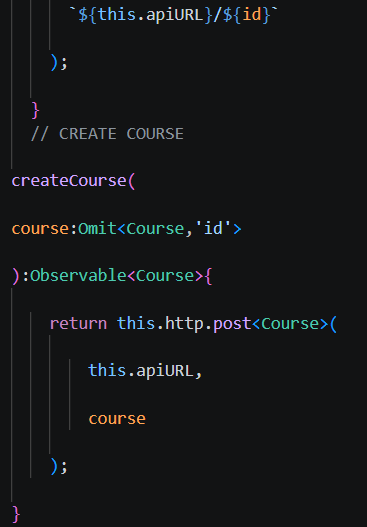 `${this.apiURL}/${id}`
);
}
// CREATE COURSE
createCourse(
course:Omit<Course,'id'>
):Observable<Course>{
return this.http.post<Course>(
this.apiURL,
course
);
}